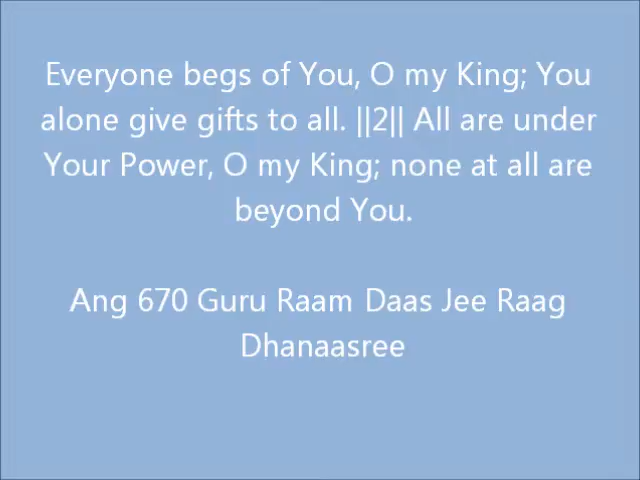 Everyone begs of You, O my King; You
alone give gifts to all. ||2|| All are under
Your Power, O my King; none at all are
beyond You.
Ang 670 Guru Raam Daas Jee Raag
Dhanaasree